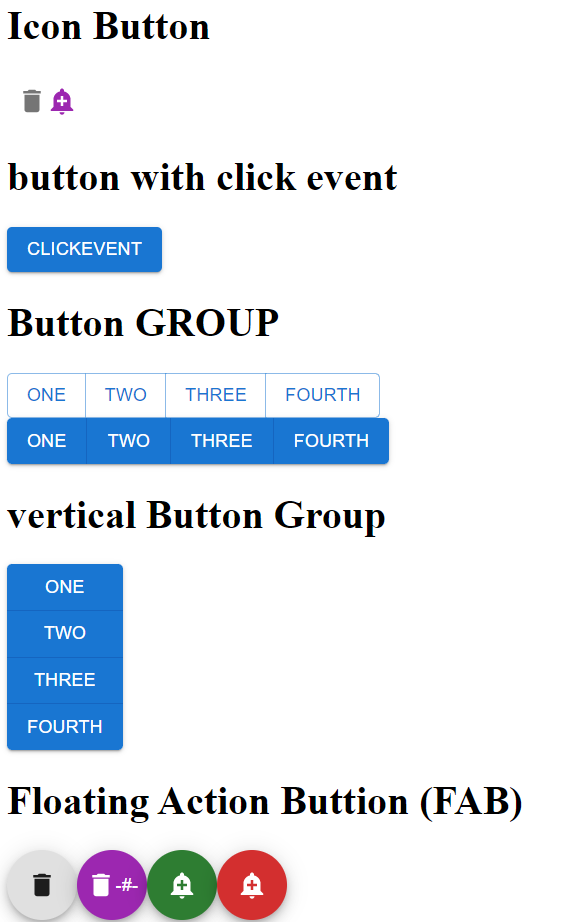 Icon Button
button with click event
CLICKEVENT
Button GROUP
ONE TWO THREE FOURTH
ONE TWO THREE FOURTH
vertical Button Group
ONE
TWO
THREE
FOURTH
Floating Action Buttion (FAB)
-#-